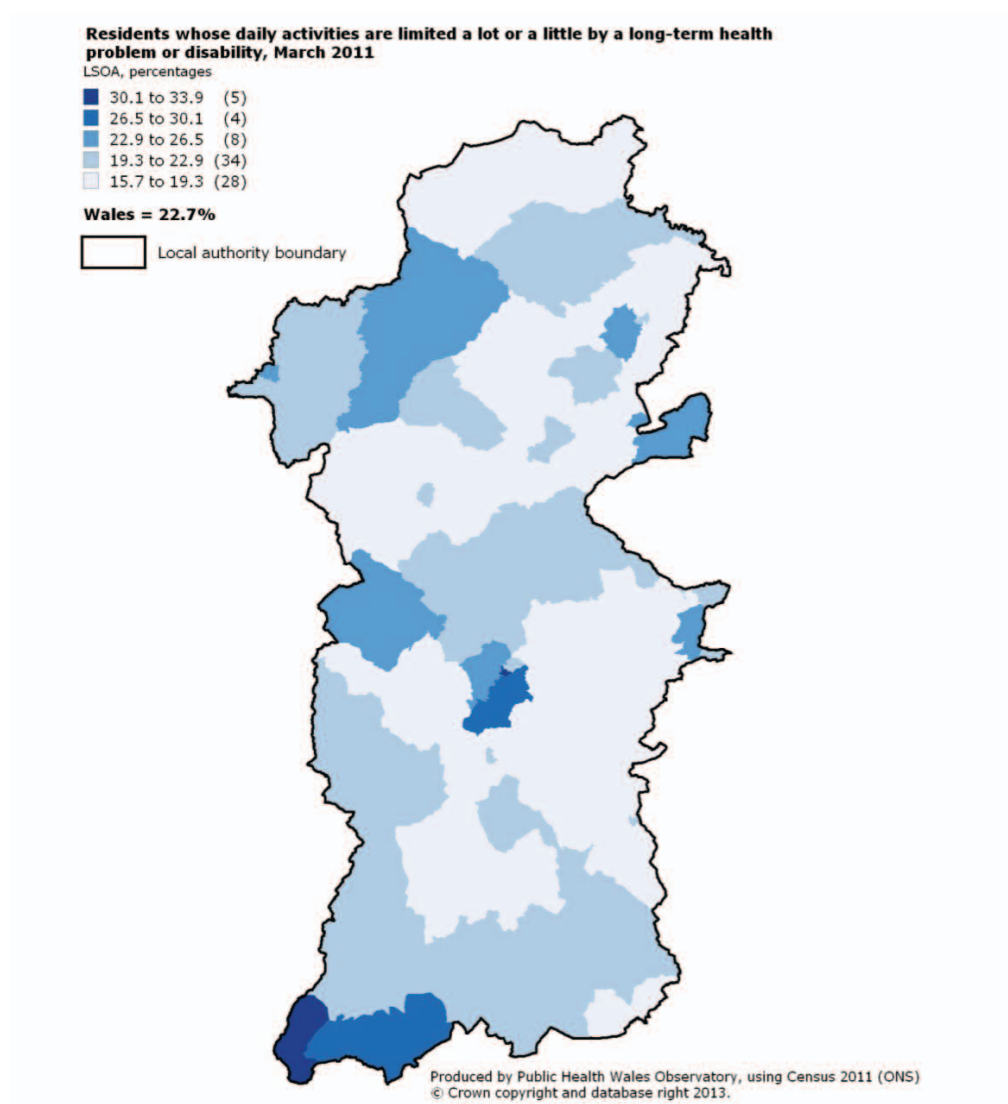 Residents whose daily activities are limited a lot or a little by a long-term health
problem or disability, March 2011
LSOA, percentages
30.1 to 33.9 (5)
26.5 to 30.1 (4)
22.9 to 26.5 (8)
19.3 to 22.9 (34)
15.7 to 19.3 (28)
Wales = 22.7%
Local authority boundary
Produced by Public Health Wales Observatory, using Census 2011 (ONS)
© Crown copyright and database right 2013.